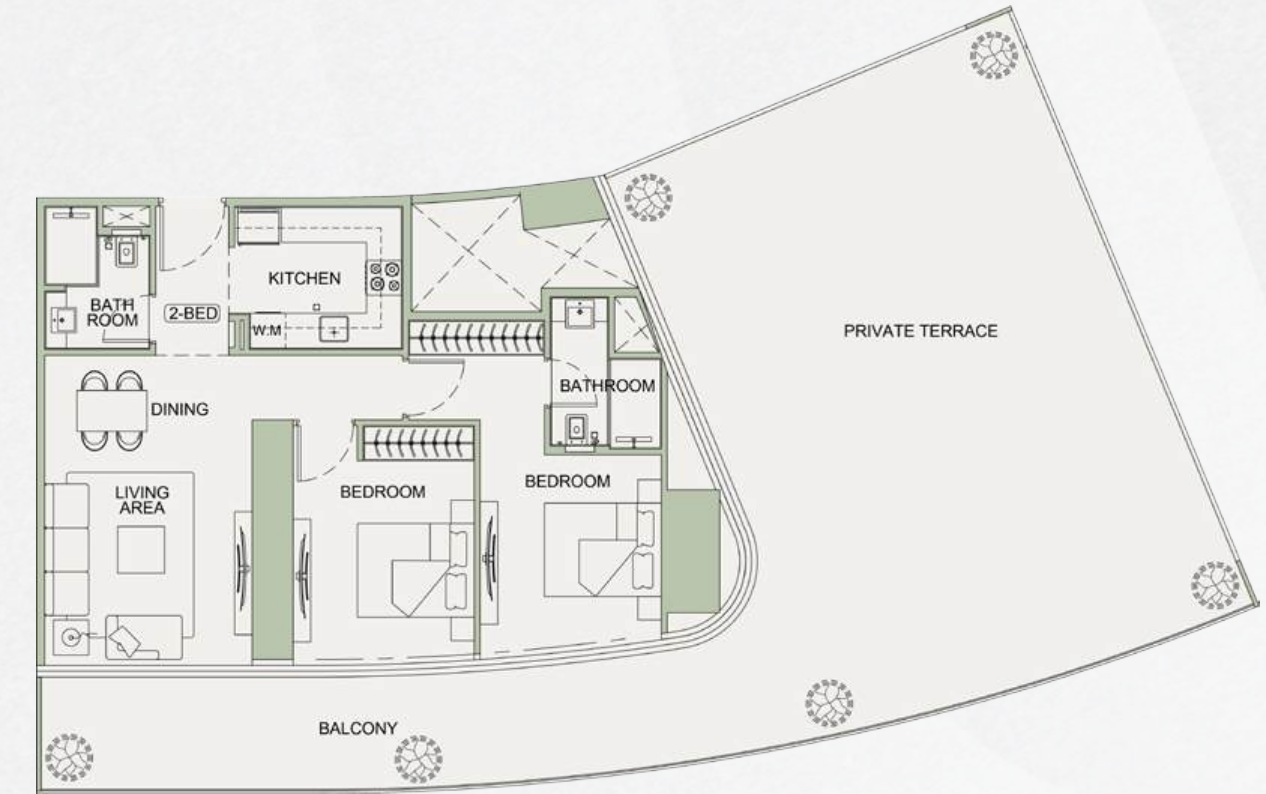 KITCHEN
BATH
ROOM
2-BED
W.M
PRIVATE TERRACE
BATHROOM
DINING
LIVING
AREA
BEDROOM
BEDROOM
BALCONY